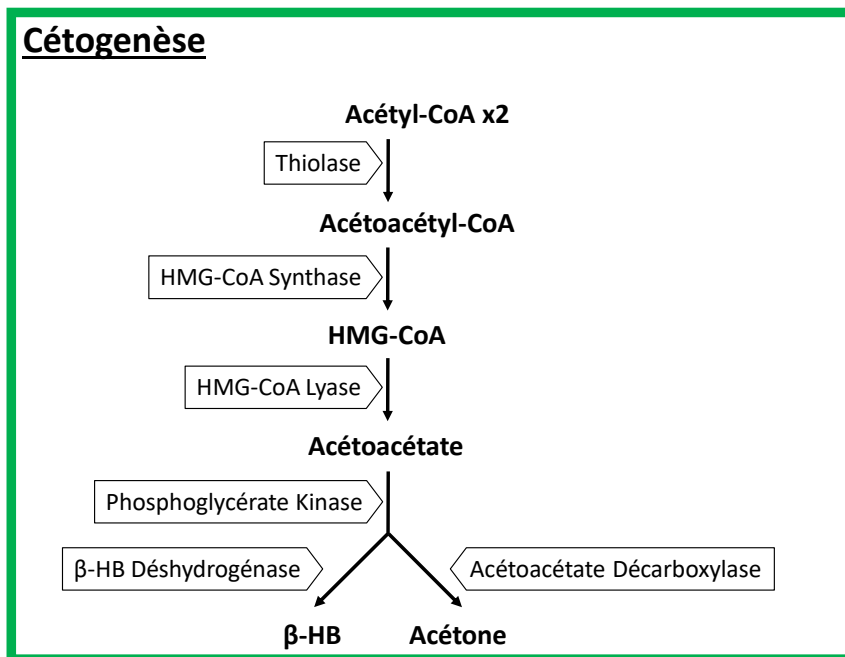 Cétogenèse
Acétyl-CoA x2
Thiolase
Acétoacétyl-CoA
HMG-CoA Synthase
HMG-CoA
HMG-CoA Lyase
Acétoacétate
Phosphoglycérate Kinase
β-HB Déshydrogénase
Acétoacétate Décarboxylase
β-HB
Acétone